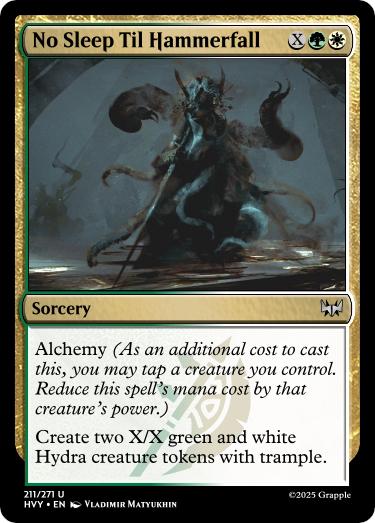 No Sleep Til Hammerfall X
Sorcery
Alchemy (As an additional cost to cast
this, you may tap a creature you control.
Reduce this spell's mana cost by that
creature's power.)
Create two X/X green and white
Hydra creature tokens with trample.
211/271 U
HVY • EN Vladimir Matyukhin
©2025 Grapple